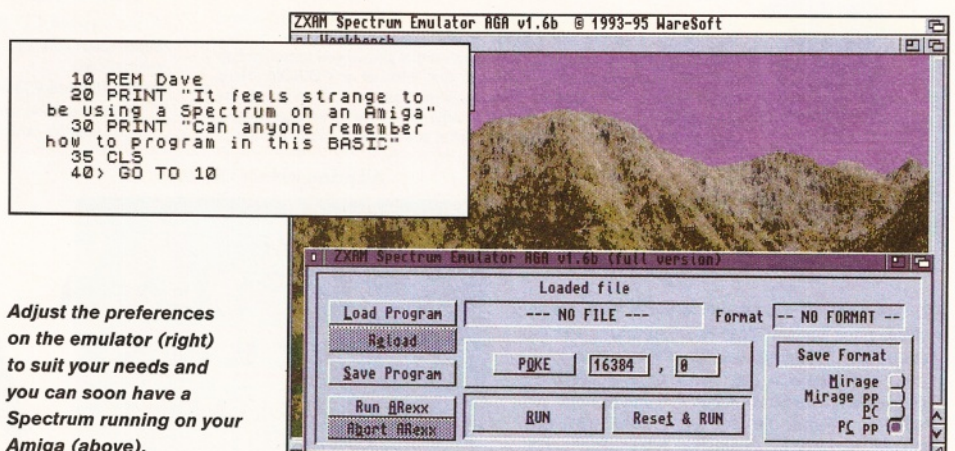 ZXAM Spectrum Emulator AGA v1.6b © 1993-95 WareSoft
Workbench
10 REM Dave
20 PRINT "It feels strange to
be using a Spectrum on an Amiga"
30 PRINT "Can anyone remember
how to program in this BASIC"
35 CLS
40> GO TO 10
ZXAM Spectrum Emulator AGA v1.6b (full version)
Loaded file
Load Program
--- NO FILE ---
Format
-- NO FORMAT --
Reload
Save Program
POKE
16384 , 0
Save Format
Mirage
Mirage PP
PC
PC PP
Run ARexx
Abort ARexx
RUN
Reset & RUN
Adjust the preferences
on the emulator (right)
to suit your needs and
you can soon have a
Spectrum running on your
Amiga (above).